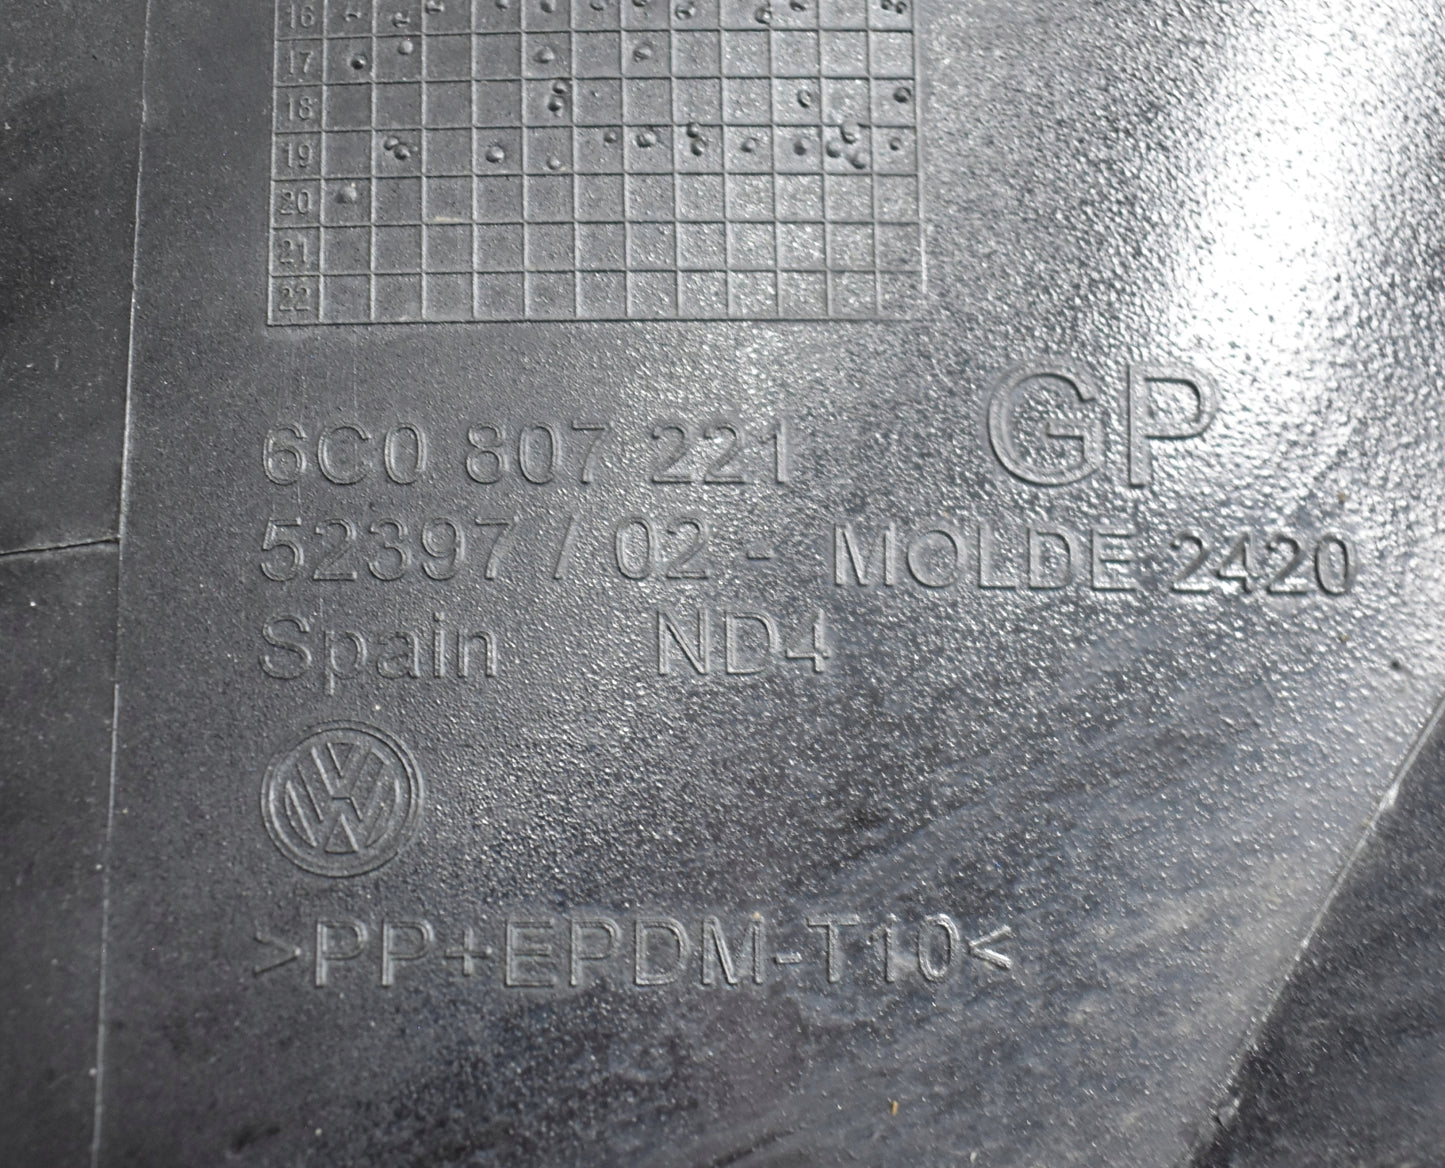 16
17
18
19
20
21
22
6C0 807 221 GP
52397 / 02 - MOLDE 2420
Spain ND4
>PP+EPDM-T10<